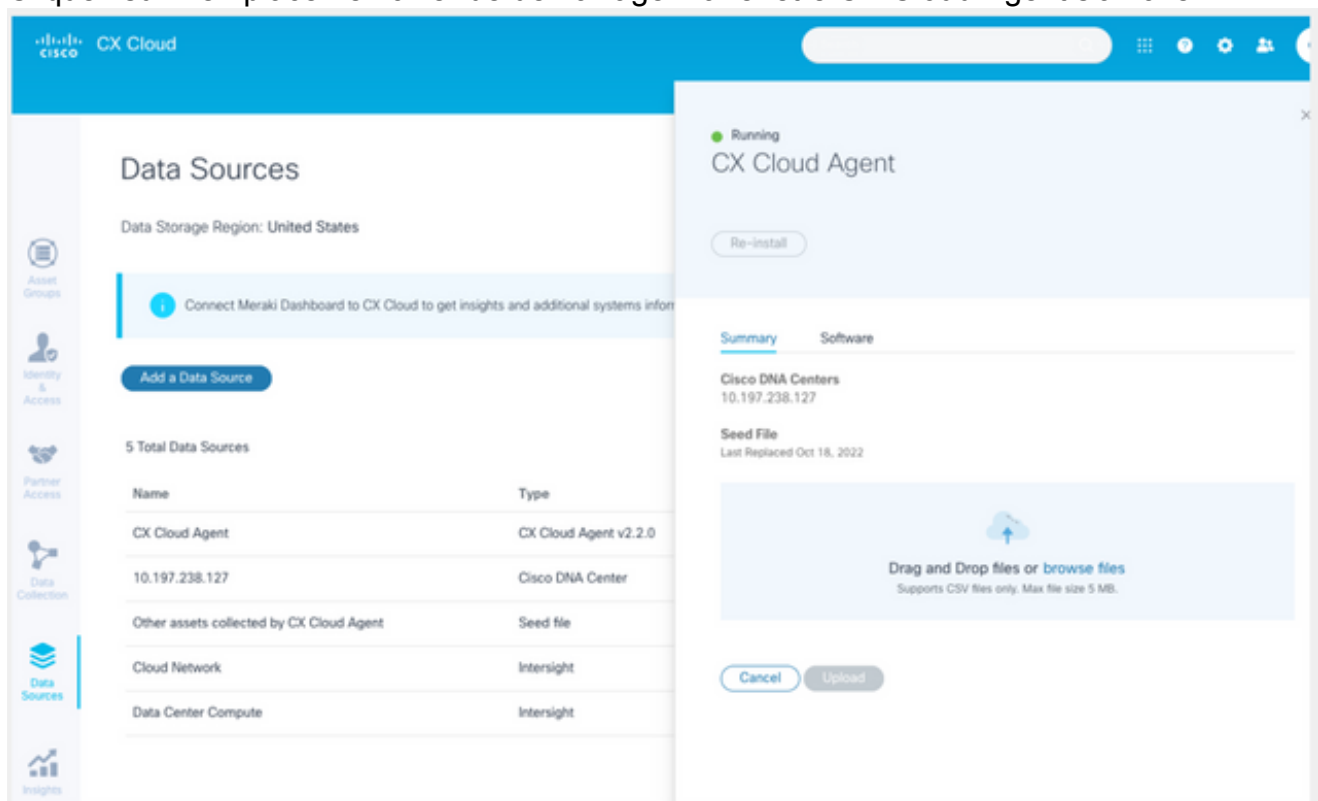 CISCO
CX Cloud
Data Sources
Data Storage Region: United States
Connect Meraki Dashboard to CX Cloud to get insights and additional systems
Add a Data Source
5 Total Data Sources
Name Type
CX Cloud Agent CX Cloud Agent v2.2.0
10.197.238.127 Cisco DNA Center
Other assets collected by CX Cloud Agent Seed file
Cloud Network Intersight
Data Center Compute Intersight
Asset
Groups
Identity
&
Access
Partner
Access
Data
Collection
Data
Sources
Insights
Running
CX Cloud Agent
Re-install
Summary Software
Cisco DNA Centers
10.197.238.127
Seed File
Last Replaced Oct 18, 2022
Drag and Drop files or browse files
Supports CSV files only. Max file size 5 MB.
Cancel Upload